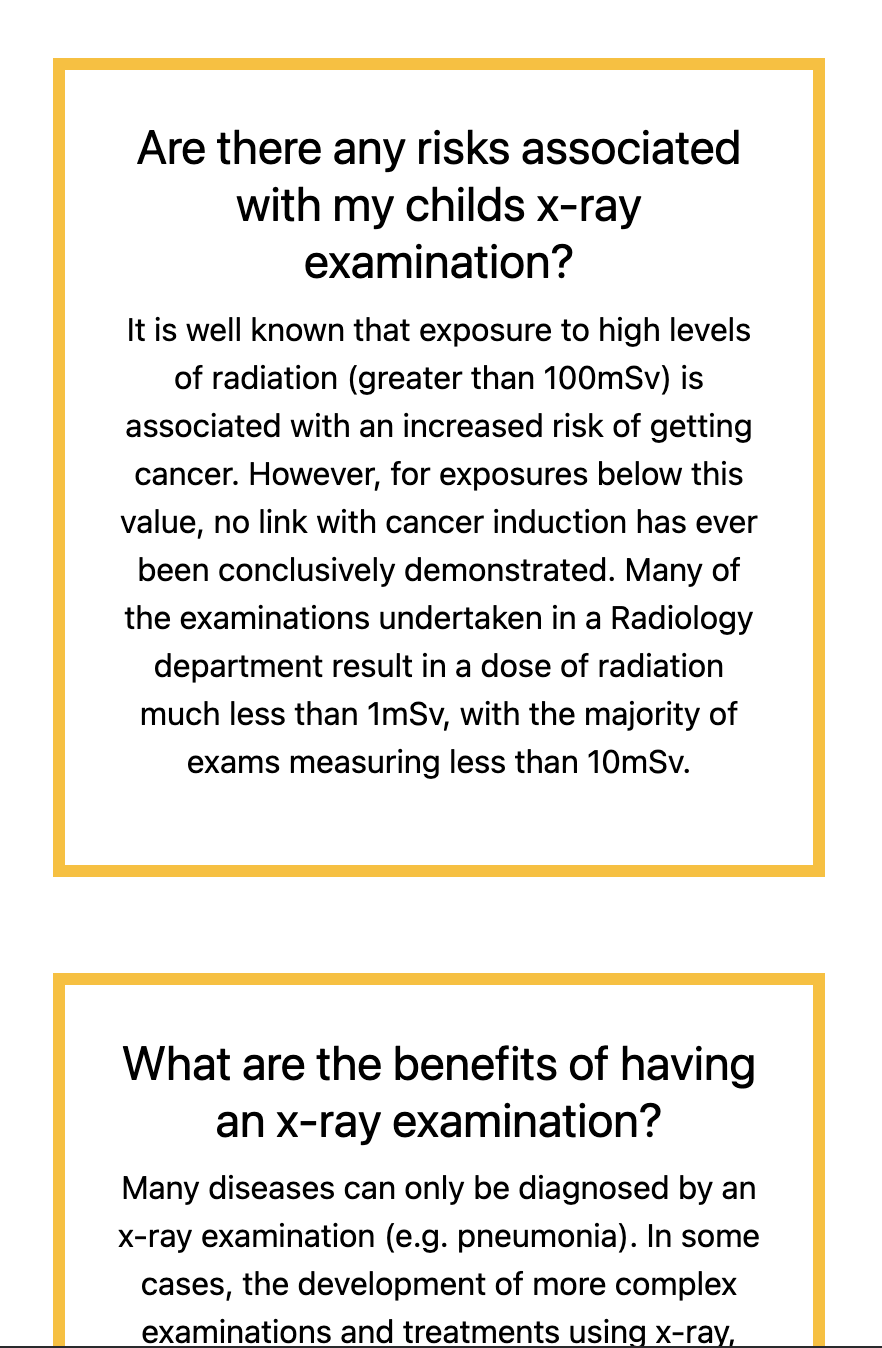 Are there any risks associated
with my childs x-ray
examination?
It is well known that exposure to high levels
of radiation (greater than 100mSv) is
associated with an increased risk of getting
cancer. However, for exposures below this
value, no link with cancer induction has ever
been conclusively demonstrated. Many of
the examinations undertaken in a Radiology
department result in a dose of radiation
much less than 1mSv, with the majority of
exams measuring less than 10mSv.
What are the benefits of having
an x-ray examination?
Many diseases can only be diagnosed by an
x-ray examination (e.g. pneumonia). In some
cases, the development of more complex
examinations and treatments using x-ray,